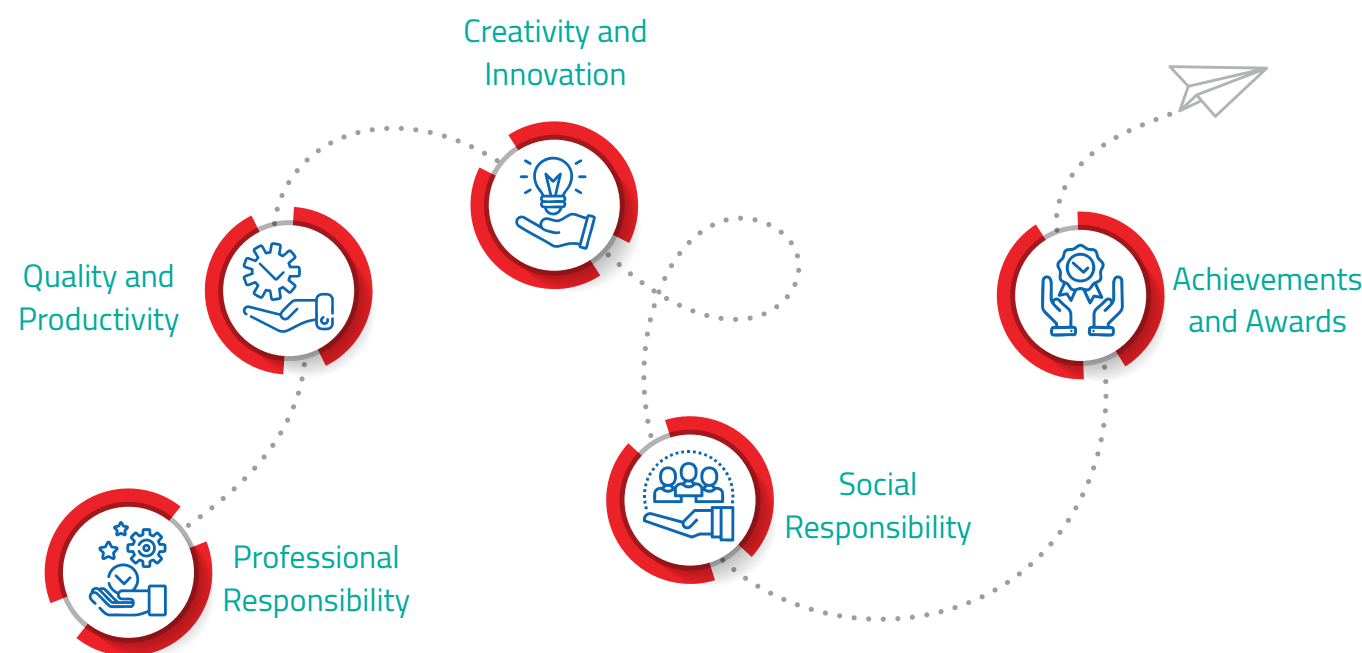 Creativity and
Innovation
Quality and
Productivity
Achievements
and Awards
Social
Responsibility
Professional
Responsibility